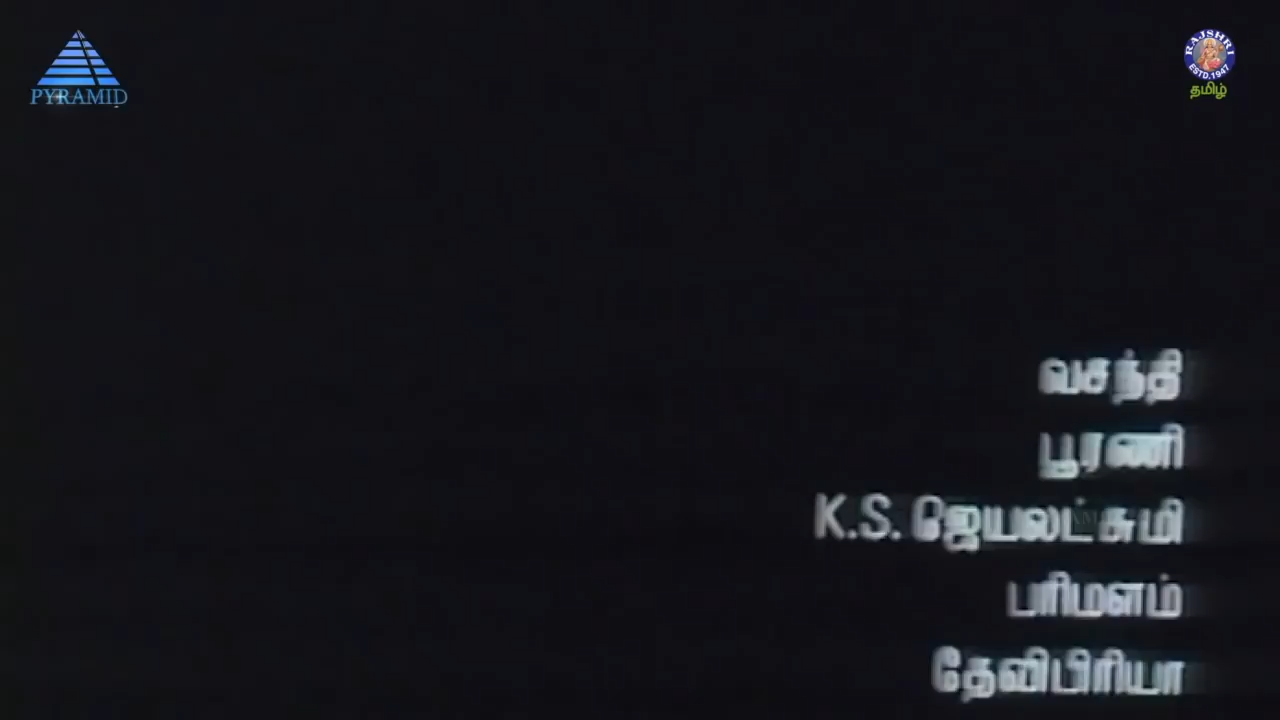 PYRAMID
RAJSHRI
ESTD.1947
தமிழ்
வசந்தி
பூரணி
K.S. ஜெயலட்சுமி
பரிமளம்
தேவிபிரியா